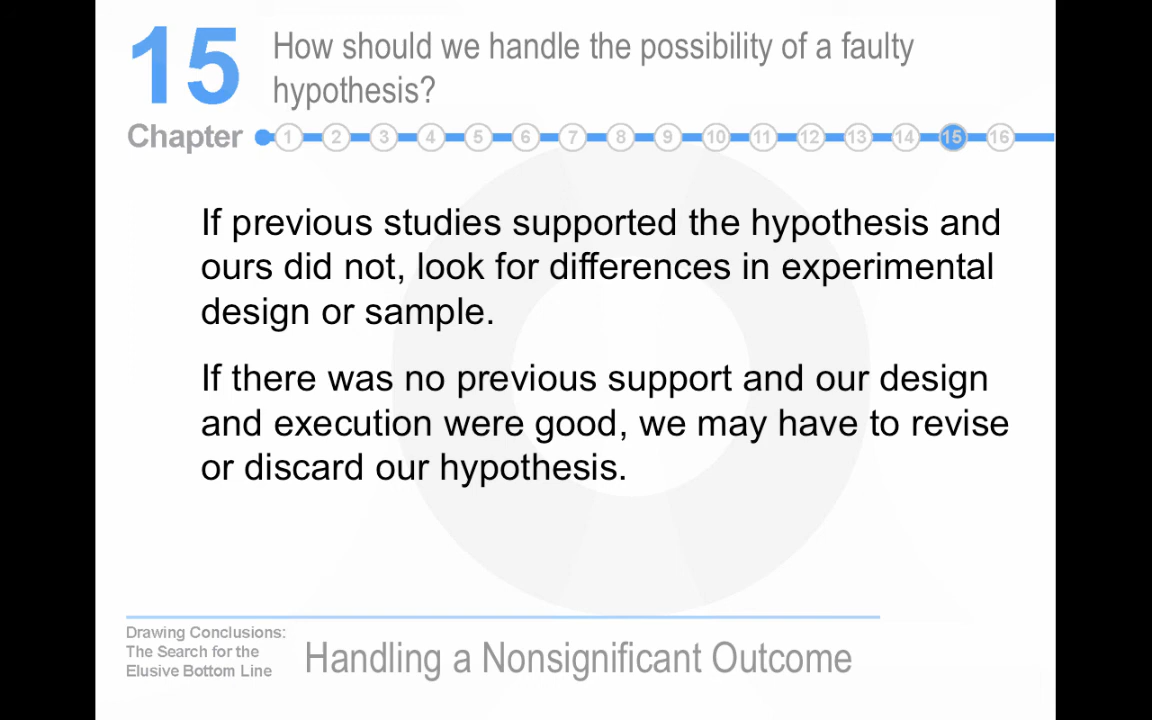 15
How should we handle the possibility of a faulty
hypothesis?
Chapter
1 2 3 4 5 6 7 8 9 10 11 12 13 14 15 16
If previous studies supported the hypothesis and
ours did not, look for differences in experimental
design or sample.
If there was no previous support and our design
and execution were good, we may have to revise
or discard our hypothesis.
Drawing Conclusions:
The Search for the
Elusive Bottom Line
Handling a Nonsignificant Outcome